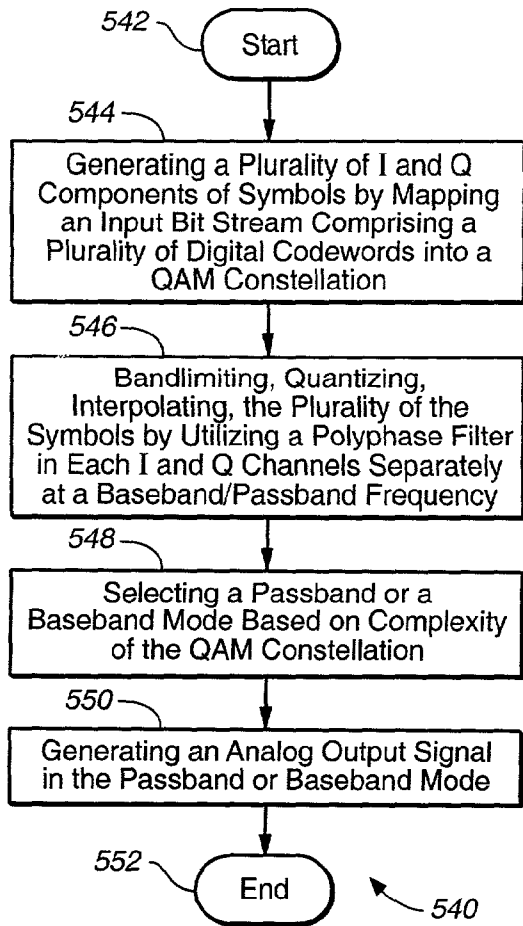 542
Start
544
Generating a Plurality of I and Q
Components of Symbols by Mapping
an Input Bit Stream Comprising a
Plurality of Digital Codewords into a
QAM Constellation
546
Bandlimiting, Quantizing,
Interpolating, the Plurality of the
Symbols by Utilizing a Polyphase Filter
in Each I and Q Channels Separately
at a Baseband/Passband Frequency
548
Selecting a Passband or a
Baseband Mode Based on Complexity
of the QAM Constellation
550
Generating an Analog Output Signal
in the Passband or Baseband Mode
552
End
540